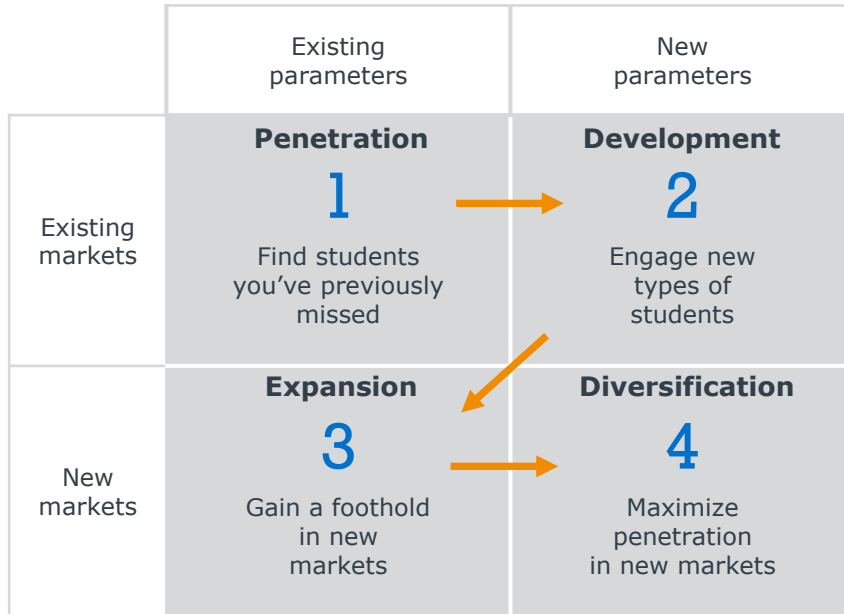 Existing
parameters
New
parameters
Existing
markets
Penetration
1
Find students
you’ve previously
missed
Development
2
Engage new
types of
students
New
markets
Expansion
3
Gain a foothold
in new
markets
Diversification
4
Maximize
penetration
in new markets